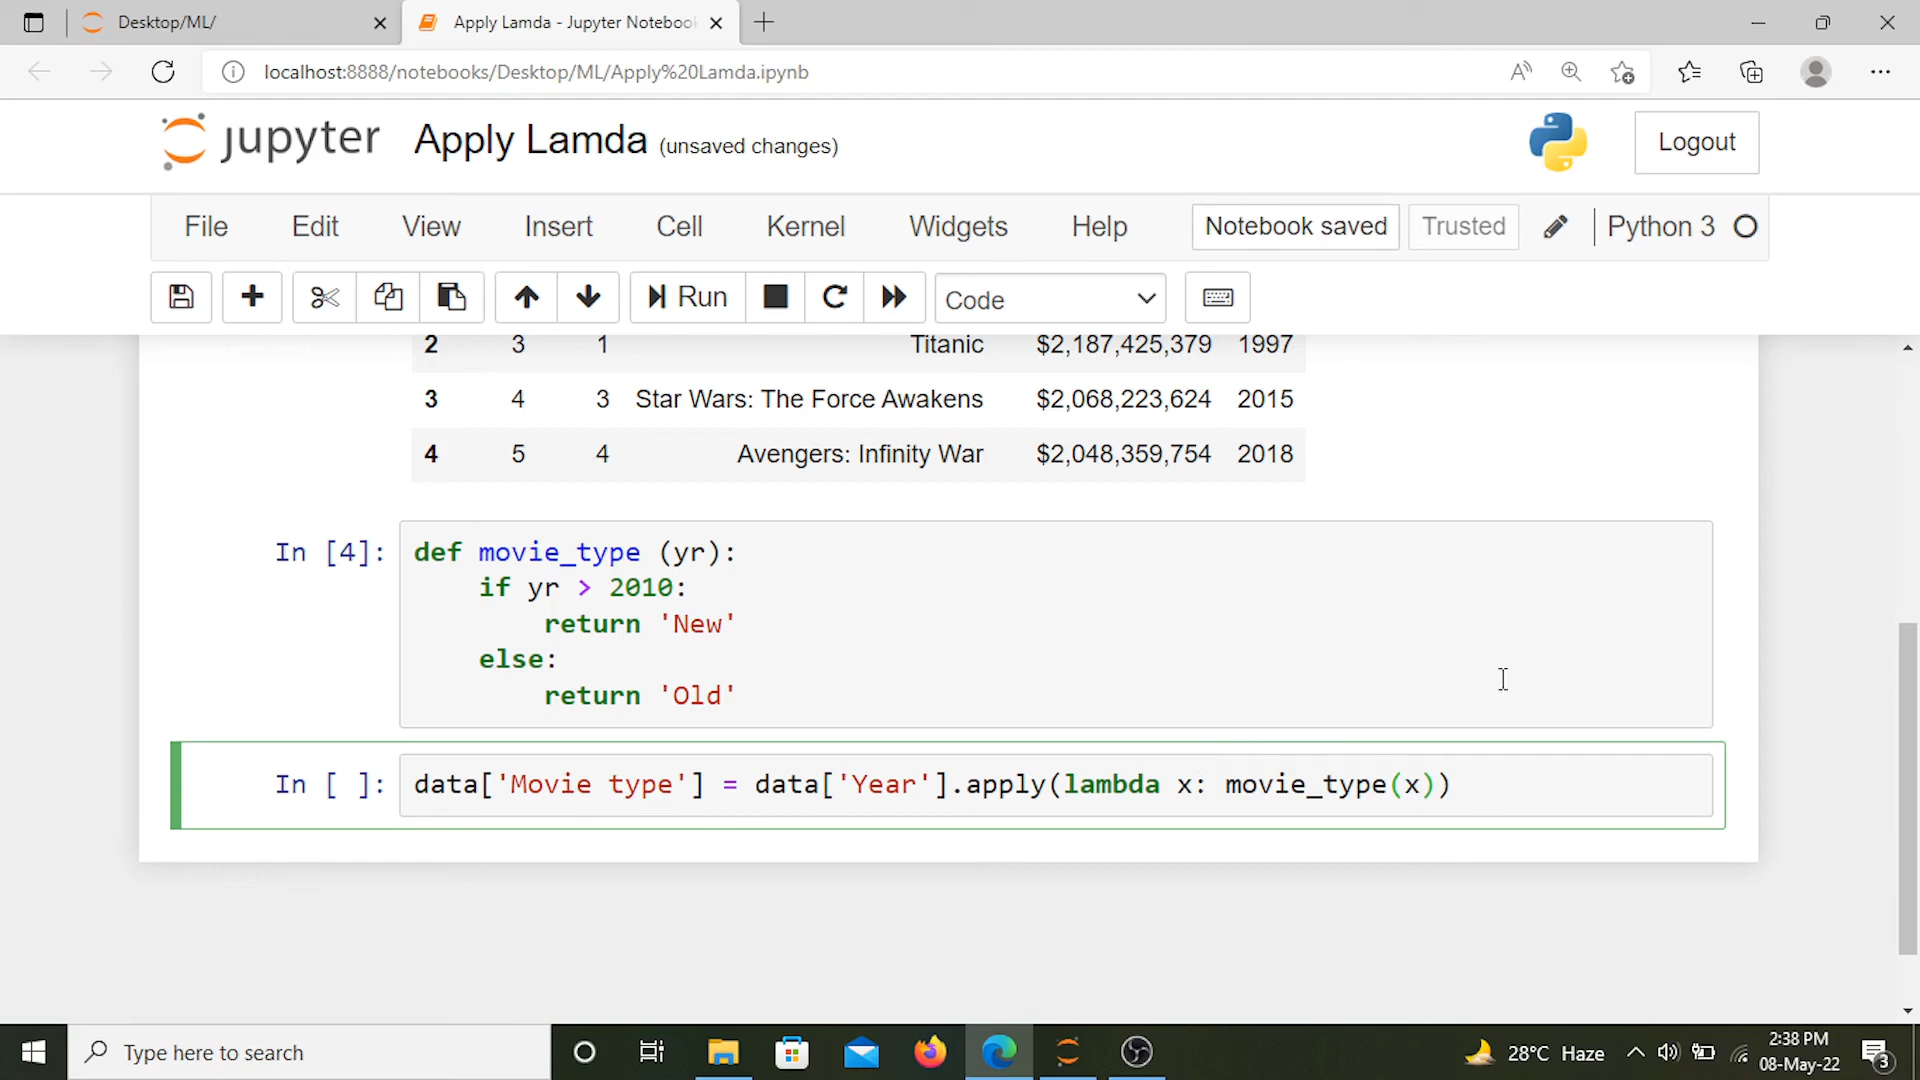 Desktop/ML/
Apply Lamda - Jupyter Noteboo
localhost:8888/notebooks/Desktop/ML/Apply%20Lamda.ipynb
jupyter Apply Lamda (unsaved changes)
Logout
File Edit View Insert Cell Kernel Widgets Help Notebook saved Trusted Python 3
Run Code
2 3 1 Titanic $2,187,425,379 1997
3 4 3 Star Wars: The Force Awakens $2,068,223,624 2015
4 5 4 Avengers: Infinity War $2,048,359,754 2018
In [4]: def movie_type (yr):
if yr > 2010:
return 'New'
else:
return 'Old'
In [ ]: data['Movie type'] = data['Year'].apply(lambda x: movie_type(x))
Type here to search
28°C Haze
2:38 PM
08-May-22
3